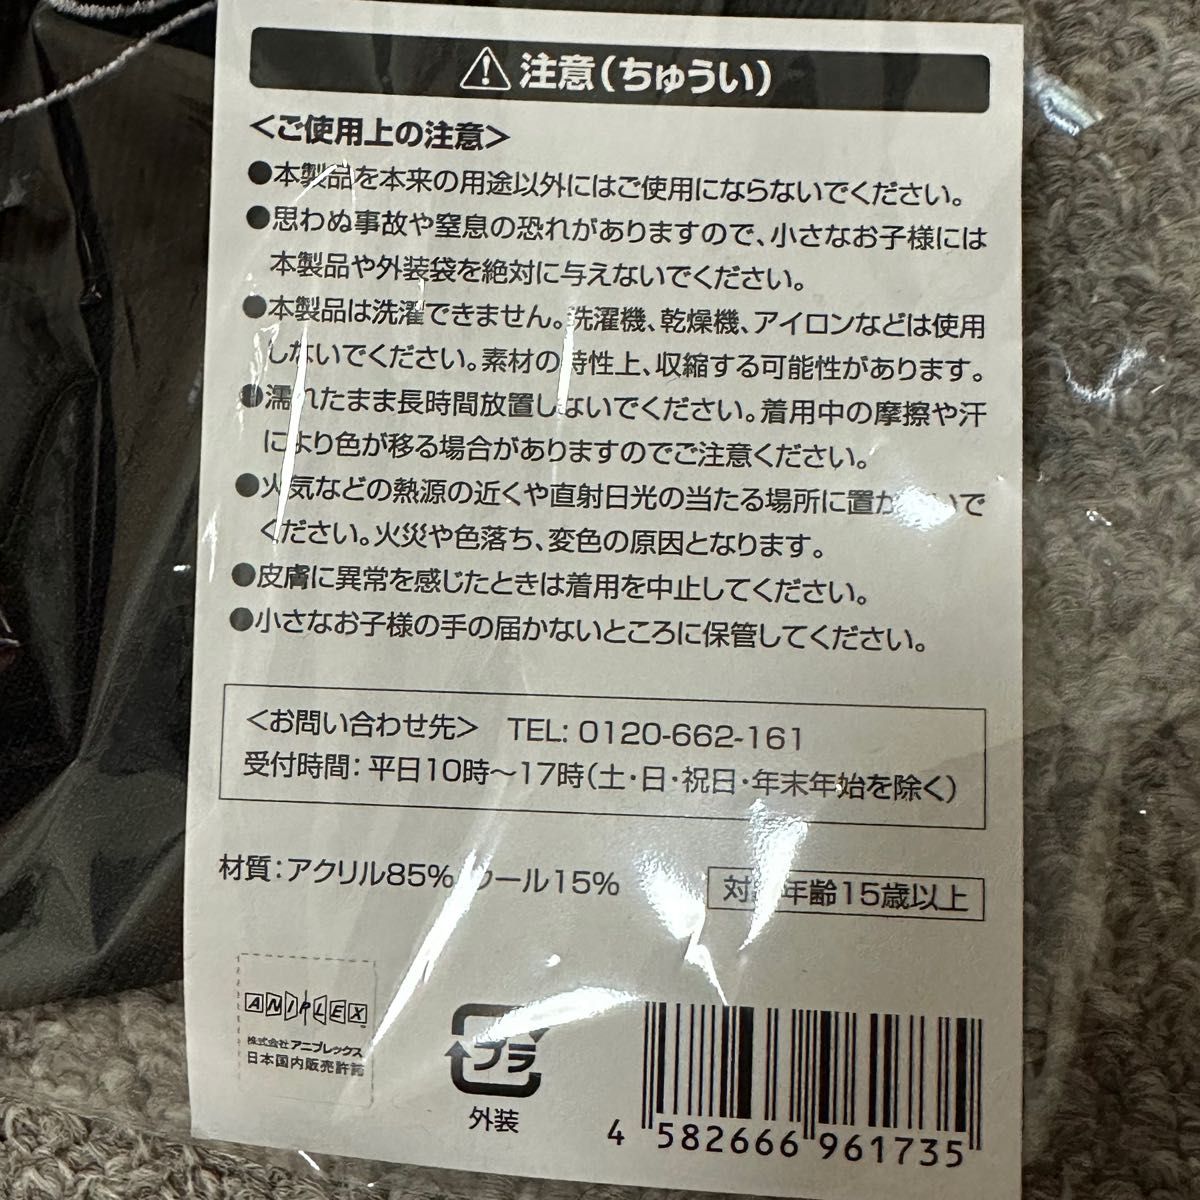 ⚠注意(ちゅうい)
<ご使用上の注意>
●本製品を本来の用途以外にはご使用にならないでください。
●思わぬ事故や窒息の恐れがありますので、小さなお子様には
本製品や外装袋を絶対に与えないでください。
●本製品は洗濯できません。洗濯機、乾燥機、アイロンなどは使用
しないでください。素材の特性上、収縮する可能性があります。
●濡れたまま長時間放置しないでください。着用中の摩擦や汗
により色が移る場合がありますのでご注意ください。
●火気などの熱源の近くや直射日光の当たる場所に置かないで
ください。火災や色落ち、変色の原因となります。
●皮膚に異常を感じたときは着用を中止してください。
●小さなお子様の手の届かないところに保管してください。
<お問い合わせ先> TEL: 0120-662-161
受付時間: 平日10時～17時(土・日・祝日・年末年始を除く)
材質:アクリル85% ウール15%
対象年齢15歳以上
ANIPLEX
株式会社アニプレックス
日本国内販売許諾
プラ
外装
4 582666 961735